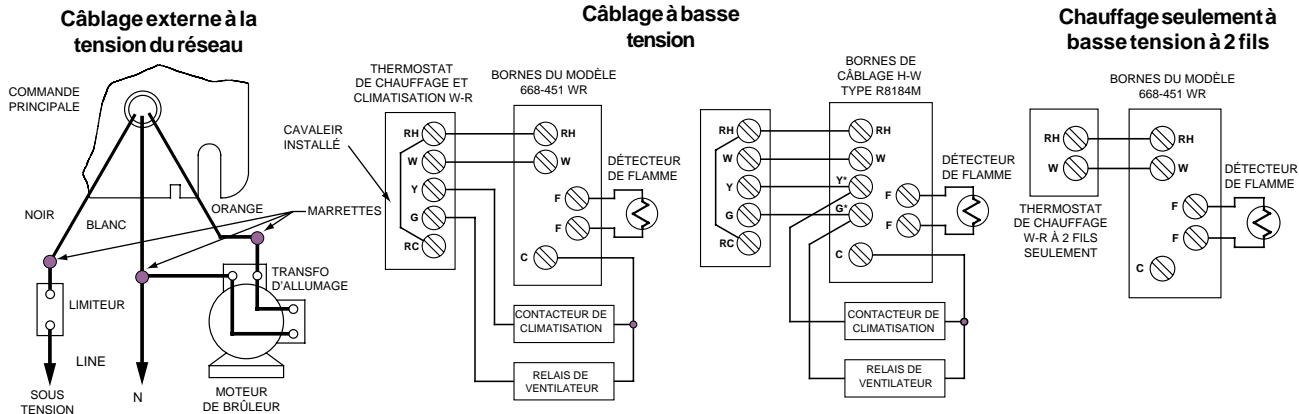 Câblage externe à la
tension du réseau
COMMANDE
PRINCIPALE
NOIR
BLANC
ORANGE
MARRETTES
LIMITEUR
TRANSFO
D'ALLUMAGE
LINE
SOUS
TENSION
N
MOTEUR
DE BRÛLEUR
Câblage à basse
tension
THERMOSTAT
DE CHAUFFAGE ET
CLIMATISATION W-R
CAVALEIR
INSTALLÉ
RH
W
Y
G
RC
BORNES DU MODÈLE
668-451 WR
RH
W
F
F
C
DÉTECTEUR
DE FLAMME
CONTACTEUR DE
CLIMATISATION
RELAIS DE
VENTILATEUR
RH
W
Y
G
RC
BORNES DE
CÂBLAGE H-W
TYPE R8184M
RH
W
Y*
G*
F
F
C
DÉTECTEUR
DE FLAMME
CONTACTEUR DE
CLIMATISATION
RELAIS DE
VENTILATEUR
Chauffage seulement à
basse tension à 2 fils
BORNES DU MODÈLE
668-451 WR
RH
W
RH
W
F
F
C
DÉTECTEUR
DE FLAMME
THERMOSTAT
DE CHAUFFAGE
W-R À 2 FILS
SEULEMENT